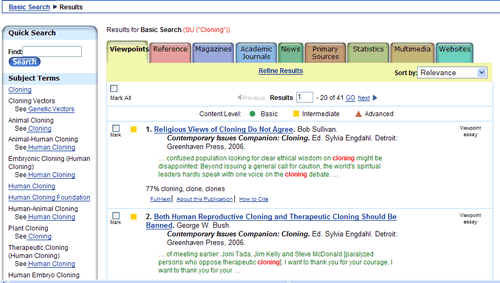 Basic Search ▶ Results
Quick Search
Find:
Search
Subject Terms
Cloning
Cloning Vectors
See Genetic Vectors
Animal Cloning
See Cloning
Animal-Human Cloning
See Human Cloning
Embryonic Cloning (Human Cloning)
See Human Cloning
Human Cloning
Human Cloning Foundation
Human-Animal Cloning
See Human Cloning
Plant Cloning
See Cloning
Therapeutic Cloning (Human Cloning)
See Human Cloning
Human Embryo Cloning
Results for Basic Search (SU ("Cloning"))
Viewpoints
Reference
Magazines
Academic Journals
News
Primary Sources
Statistics
Multimedia
Websites
Refine Results
Sort by: Relevance
Mark All
Previous Results 1 - 20 of 41 GO Next
Content Level: Basic Intermediate Advanced
Mark
1. Religious Views of Cloning Do Not Agree. Bob Sullivan.
Viewpoint essay
Contemporary Issues Companion: Cloning. Ed. Sylvia Engdahl. Detroit:
Greenhaven Press, 2006.
... confused population looking for clear ethical wisdom on cloning might be
disappointed. Beyond issuing a general call for caution, the world's spiritual
leaders hardly speak with one voice on the cloning debate. ...
77% cloning, clone, clones
Full-text | About this Publication | How to Cite
Mark
2. Both Human Reproductive Cloning and Therapeutic Cloning Should Be
Banned. George W. Bush.
Viewpoint essay
Contemporary Issues Companion: Cloning. Ed. Sylvia Engdahl. Detroit:
Greenhaven Press, 2006.
... of meeting earlier: Joni Tada, Jim Kelly and Steve McDonald [paralyzed
persons who oppose therapeutic cloning]. I want to thank you for your courage, I
want to thank you for your ...